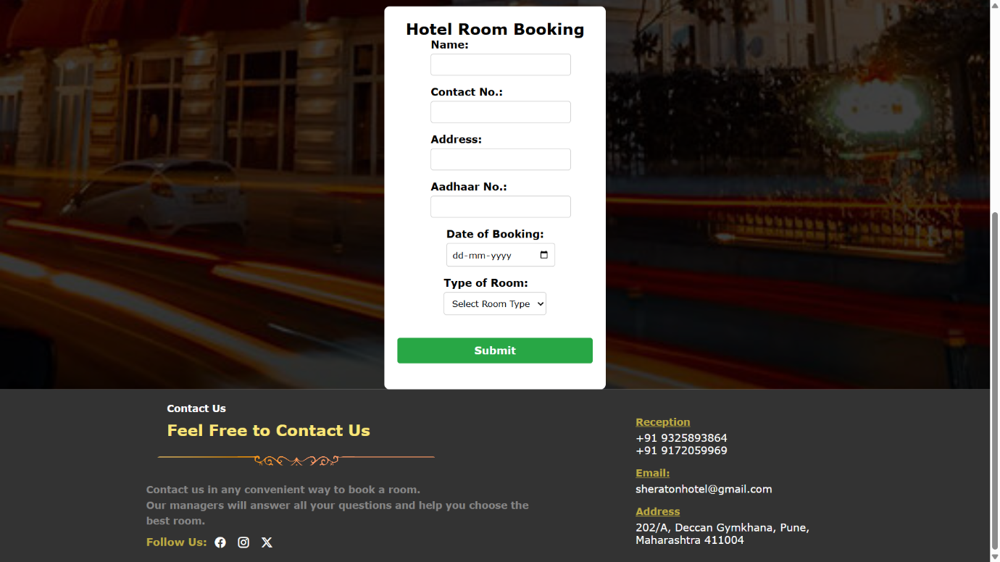 Hotel Room Booking
Name:
Contact No.:
Address:
Aadhaar No.:
Date of Booking:
dd-mm-yyyy
Type of Room:
Select Room Type
Submit
Contact Us
Feel Free to Contact Us
Contact us in any convenient way to book a room.
Our managers will answer all your questions and help you choose the
best room.
Follow Us:
Reception
+91 9325893864
+91 9172059969
Email:
sheratonhotel@gmail.com
Address
202/A, Deccan Gymkhana, Pune,
Maharashtra 411004